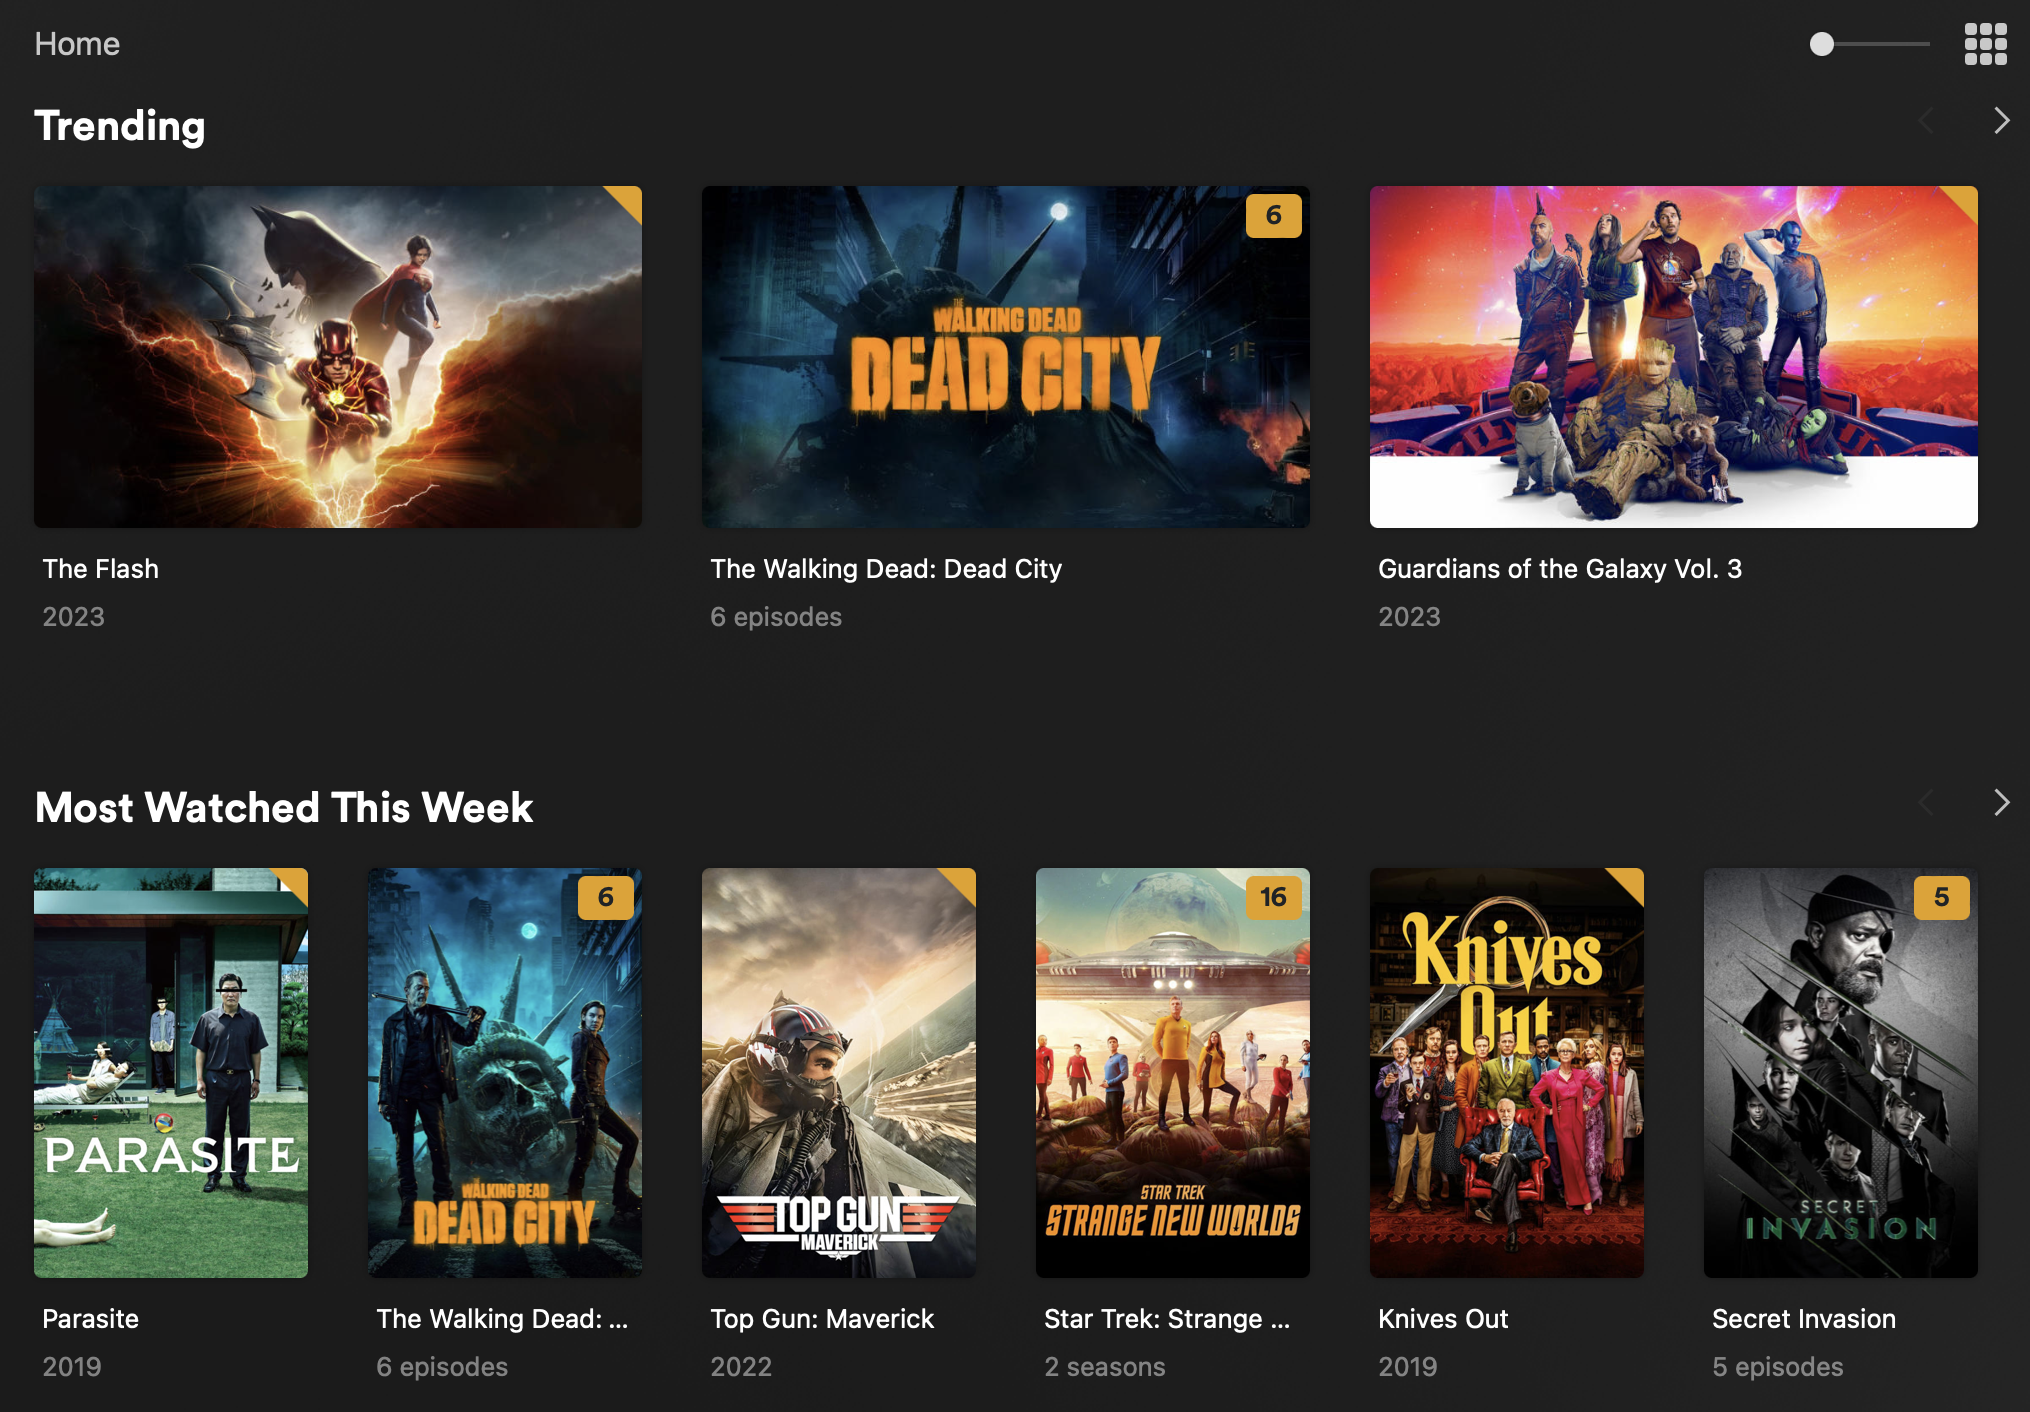 Home
Trending
6
THE
WALKING DEAD
DEAD CITY
The Flash
2023
The Walking Dead: Dead City
6 episodes
Guardians of the Galaxy Vol. 3
2023
Most Watched This Week
PARASITE
6
THE
WALKING DEAD
DEAD CITY
TOP GUN
MAVERICK
16
STAR TREK
STRANGE NEW WORLDS
Knives
Out
5
SECRET
INVASION
Parasite
2019
The Walking Dead: ...
6 episodes
Top Gun: Maverick
2022
Star Trek: Strange ...
2 seasons
Knives Out
2019
Secret Invasion
5 episodes